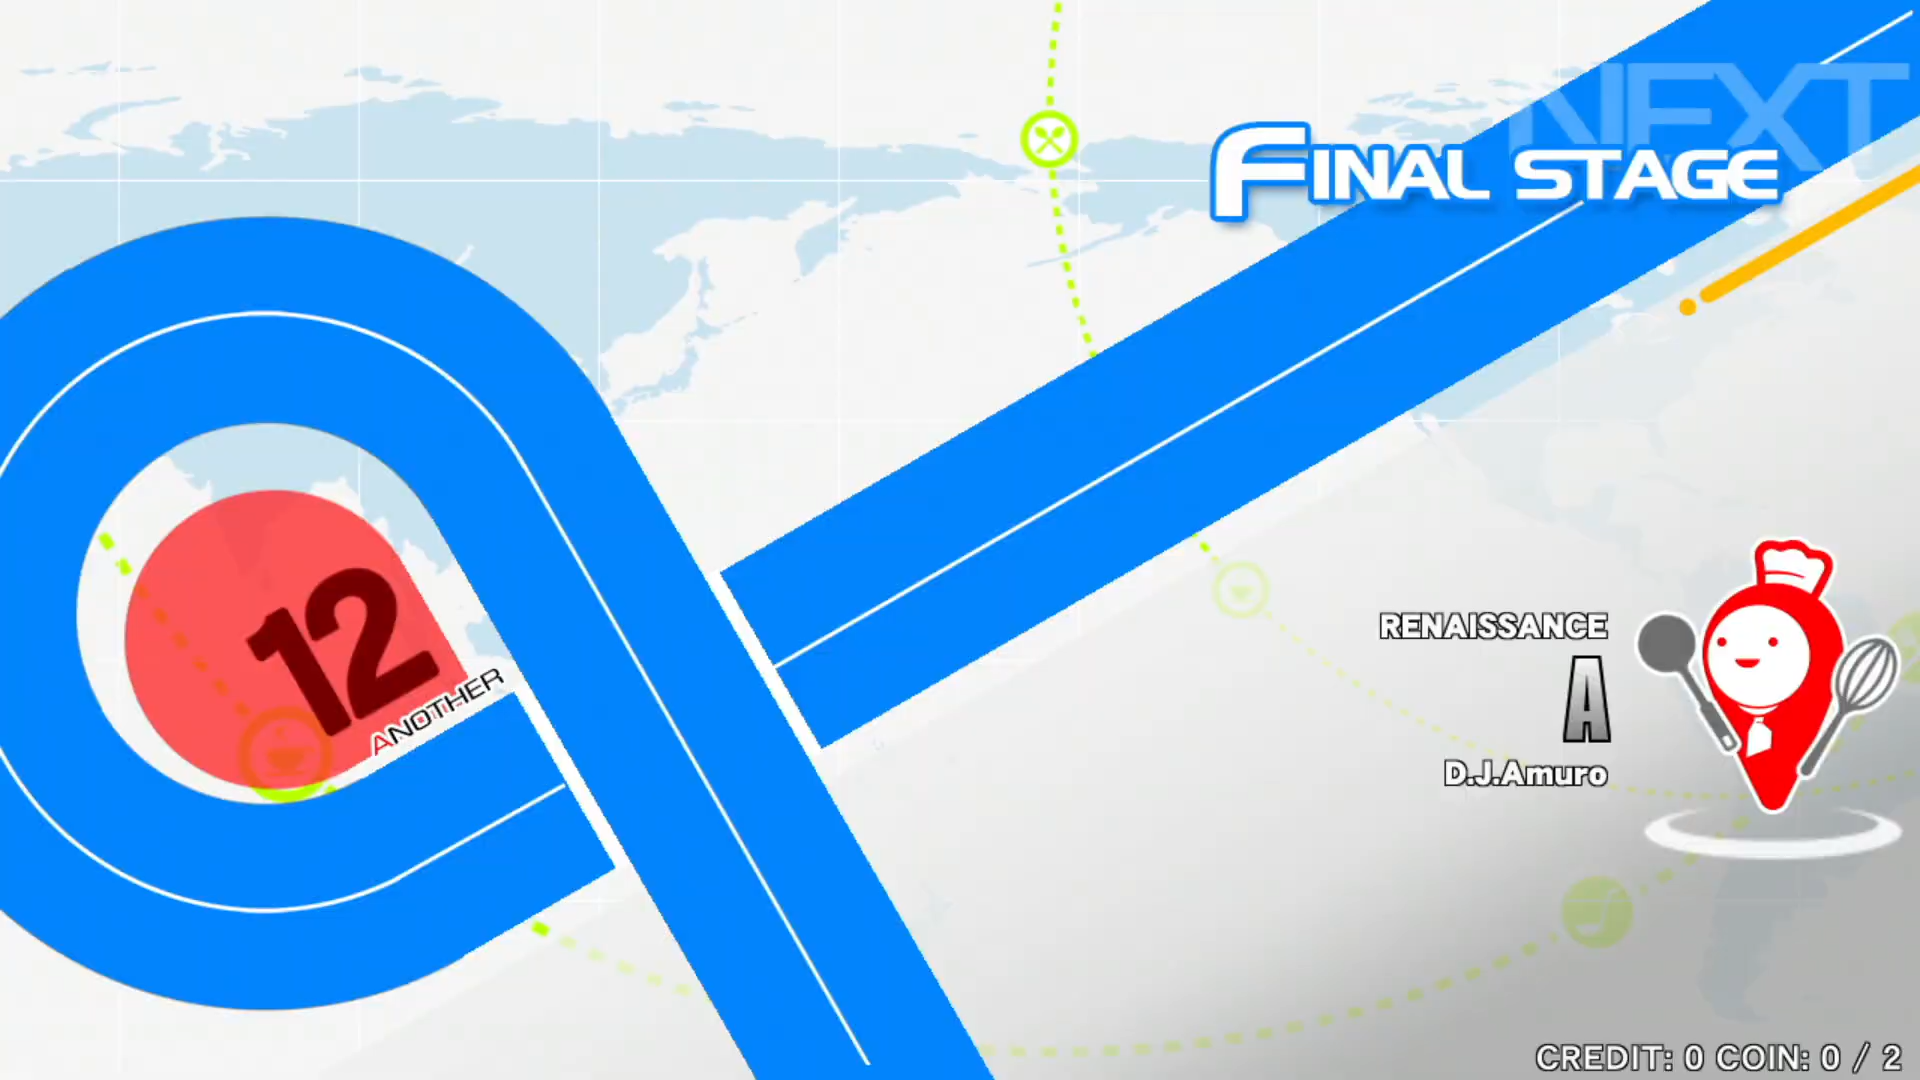 NEXT
FINAL STAGE
12
ANOTHER
RENAISSANCE
A
D.J.Amuro
CREDIT: 0 COIN: 0 / 2